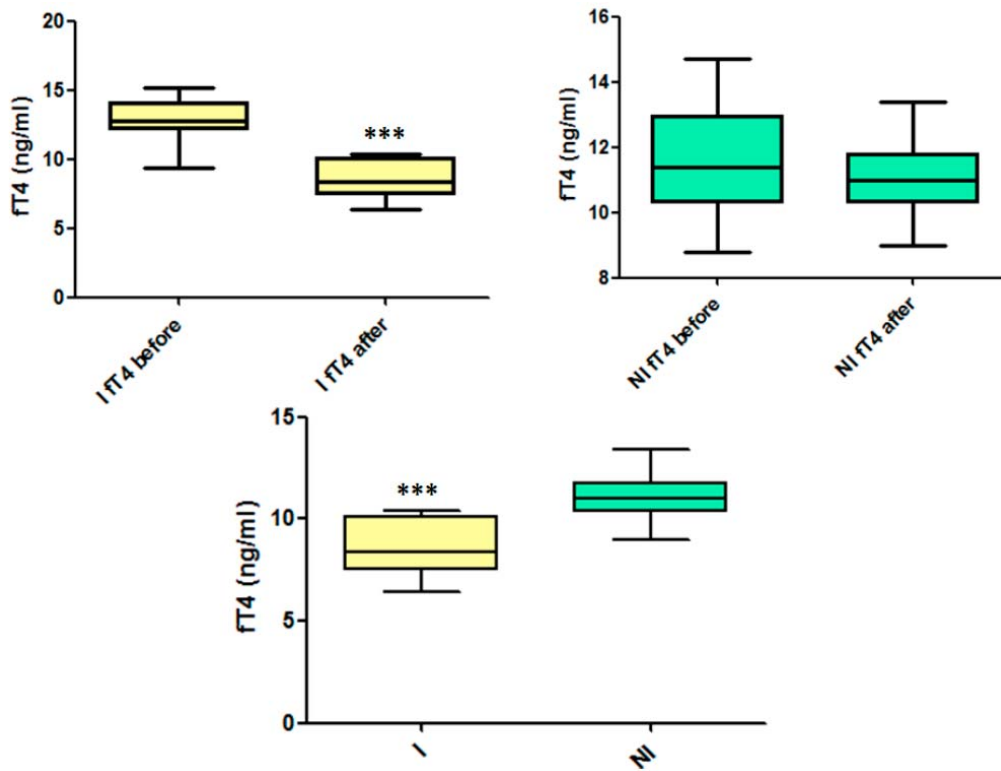 20
15
10
5
0
fT4 (ng/ml)
***
I fT4 before
I fT4 after
16
14
12
10
8
fT4 (ng/ml)
NI fT4 before
NI fT4 after
15
10
5
0
fT4 (ng/ml)
***
I
NI